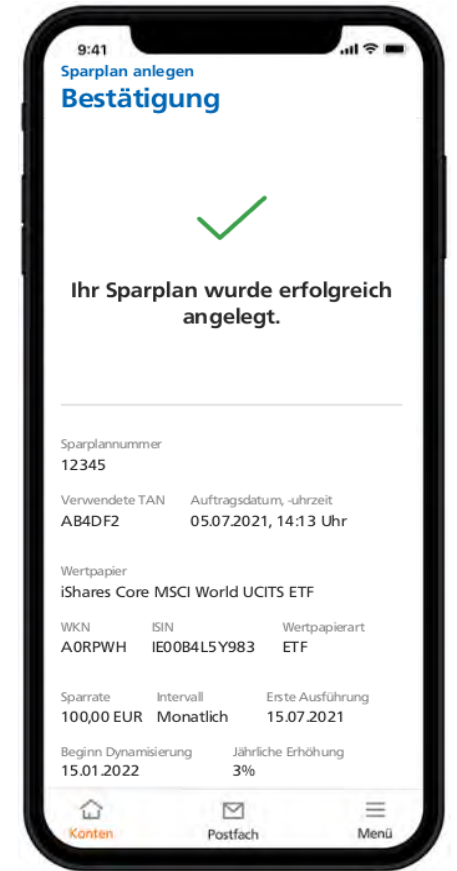 9:41
Sparplan anlegen
Bestätigung
Ihr Sparplan wurde erfolgreich
angelegt.
Sparplannummer
12345
Verwendete TAN Auftragsdatum, -uhrzeit
AB4DF2 05.07.2021, 14:13 Uhr
Wertpapier
iShares Core MSCI World UCITS ETF
WKN ISIN Wertpapierart
A0RPWH IE00B4L5Y983 ETF
Sparrate Intervall Erste Ausführung
100,00 EUR Monatlich 15.07.2021
Beginn Dynamisierung Jährliche Erhöhung
15.01.2022 3%
Konten Postfach Menü